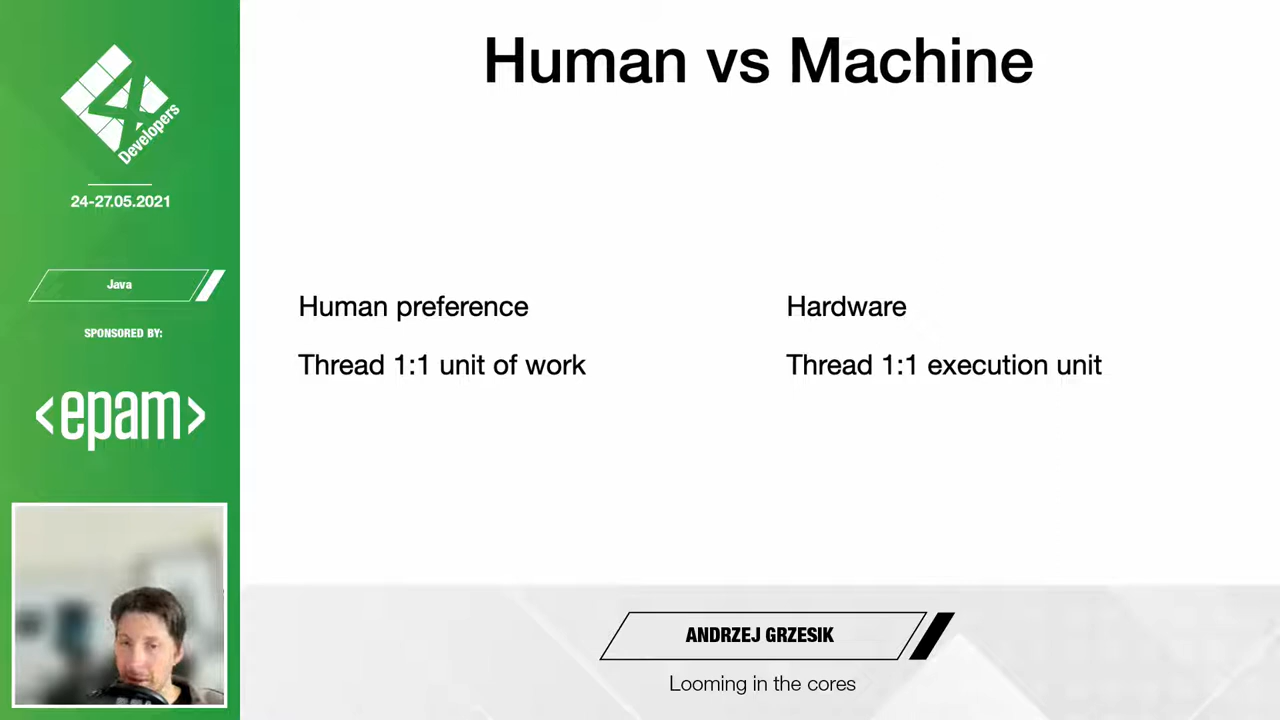 Human vs Machine
4
Developers
24-27.05.2021
Java
SPONSORED BY:
<epam>
Human preference
Thread 1:1 unit of work
Hardware
Thread 1:1 execution unit
ANDRZEJ GRZESIK
Looming in the cores